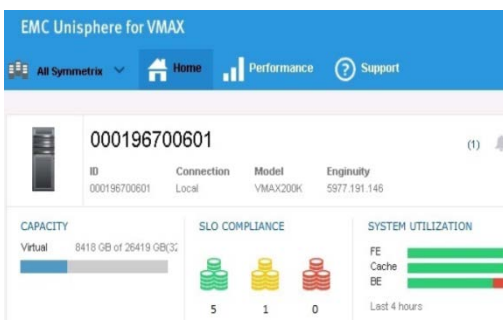 EMC Unisphere for VMAX
All Symmetrix Home Performance ? Support
000196700601 (1)
ID Connection Model Enginuity
000196700601 Local VMAX200K 5977.191.146
CAPACITY SLO COMPLIANCE SYSTEM UTILIZATION
Virtual 8418 GB of 26419 GB(32
FE
Cache
BE
5 1 0
Last 4 hours